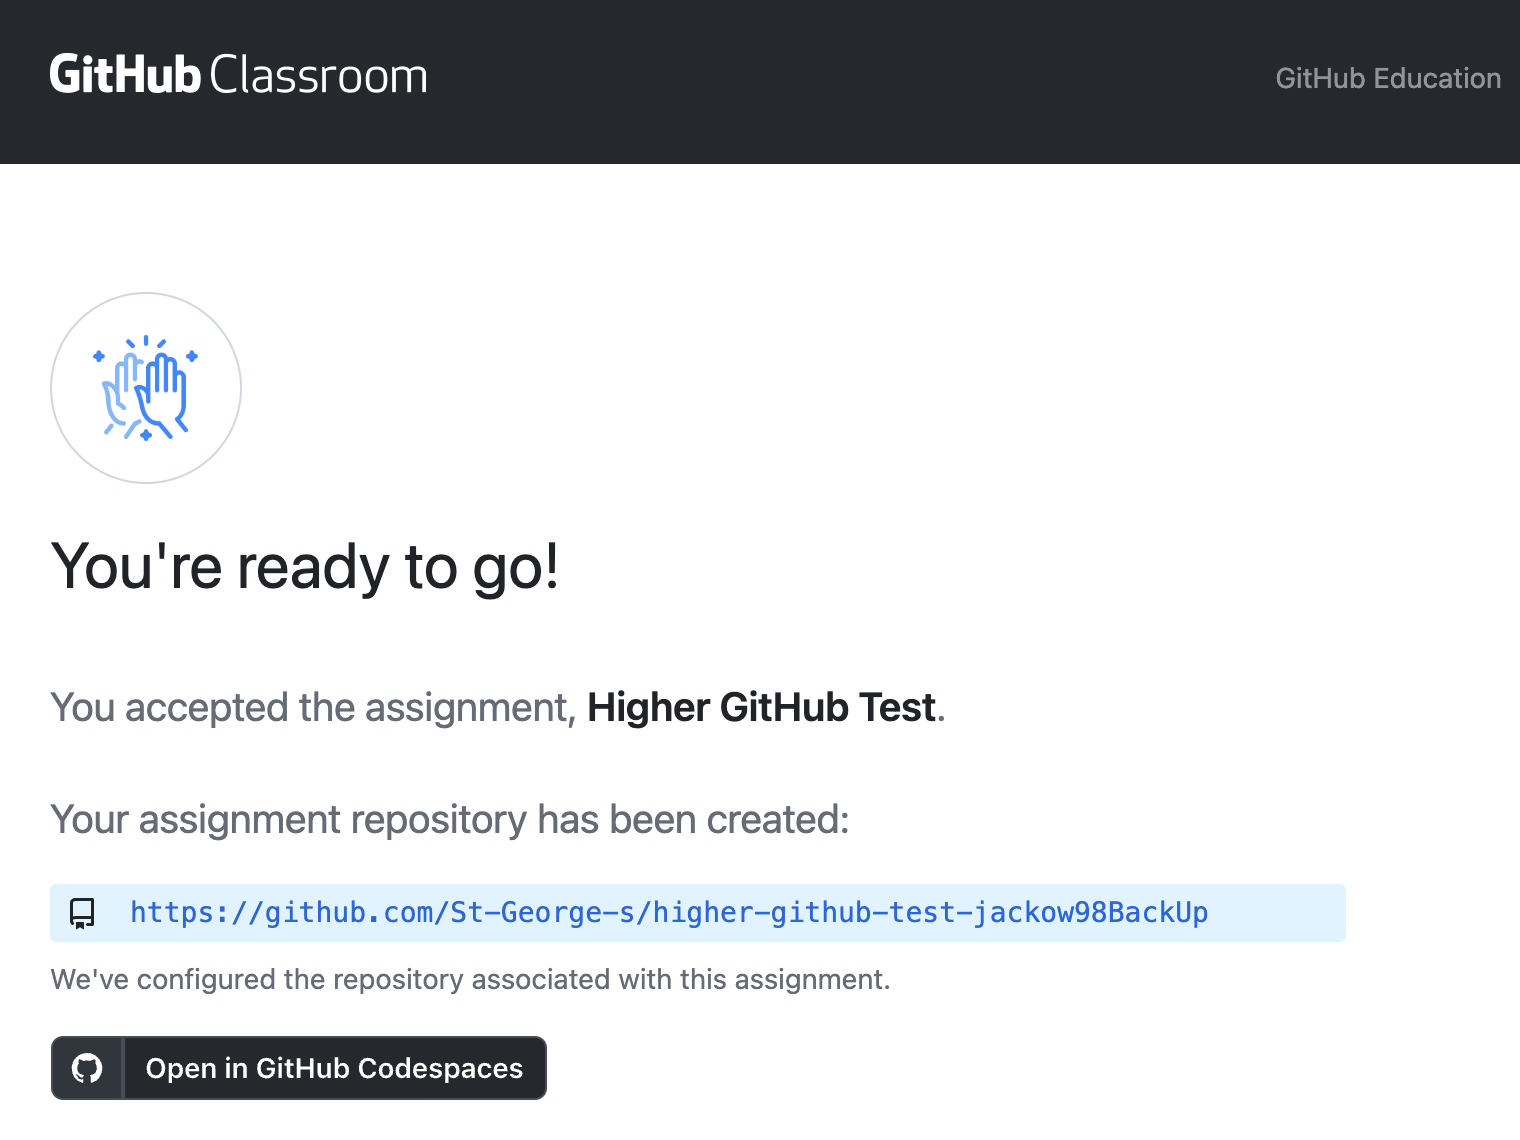 GitHub Classroom
GitHub Education
You're ready to go!
You accepted the assignment, Higher GitHub Test.
Your assignment repository has been created:
https://github.com/St-George-s/higher-github-test-jackow98BackUp
We've configured the repository associated with this assignment.
Open in GitHub Codespaces